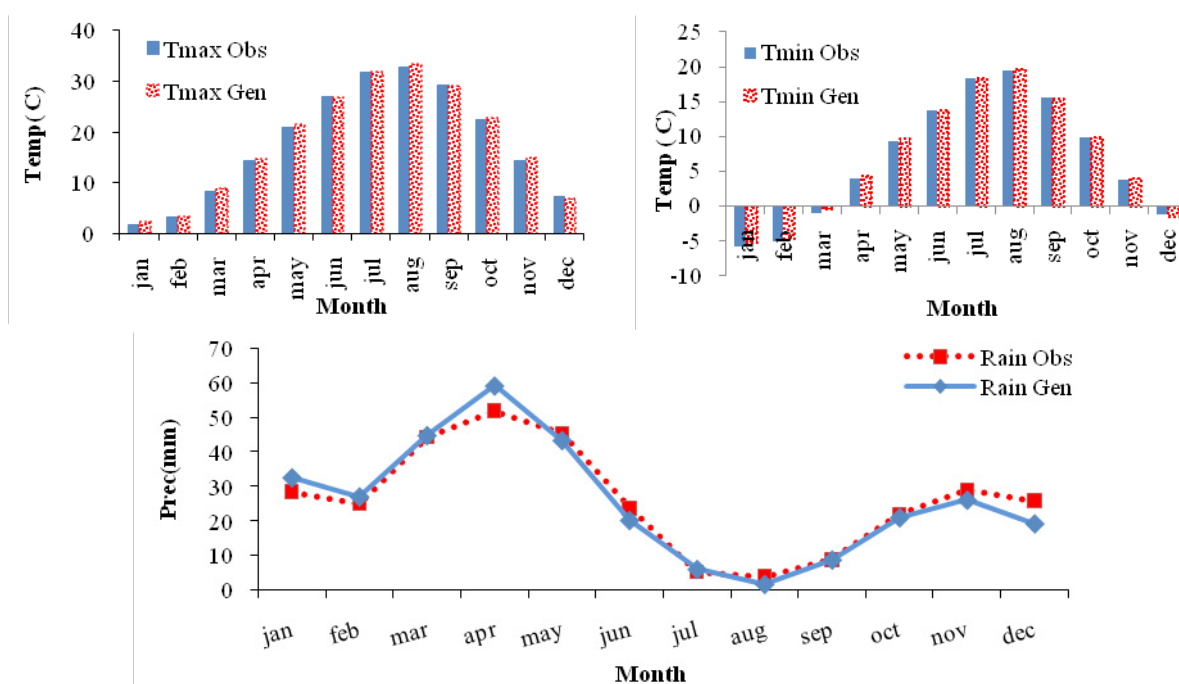 Tmax Obs
Tmax Gen
Temp( C)
40
30
20
10
0
jan feb mar apr may jun jul aug sep oct nov dec
Month
Tmin Obs
Tmin Gen
Temp ( C)
25
20
15
10
5
0
-5
-10
jan feb mar apr may jun jul aug sep oct nov dec
Month
Rain Obs
Rain Gen
Prec(mm)
70
60
50
40
30
20
10
0
jan feb mar apr may jun jul aug sep oct nov dec
Month